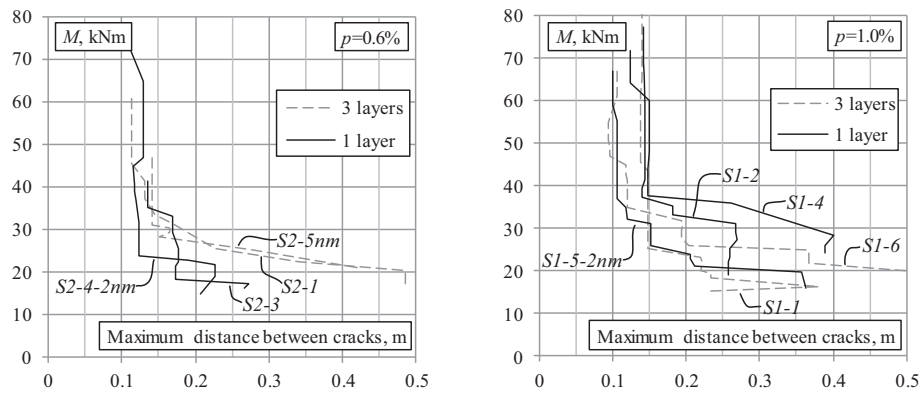 80
M, kNm
p=0.6%
70
60
3 layers
1 layer
50
40
30
S2-5nm
20
S2-4-2nm
S2-1
S2-3
10
Maximum distance between cracks, m
0
0 0.1 0.2 0.3 0.4 0.5
80
M, kNm
p=1.0%
70
60
3 layers
1 layer
50
40
S1-2
S1-4
30
S1-6
S1-5-2nm
20
S1-1
10
Maximum distance between cracks, m
0
0 0.1 0.2 0.3 0.4 0.5